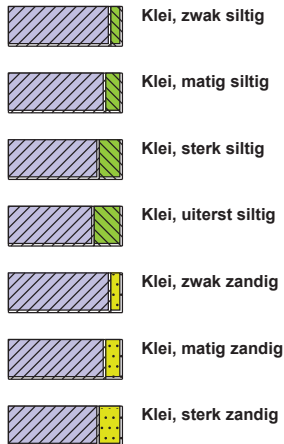 Klei, zwak siltig
Klei, matig siltig
Klei, sterk siltig
Klei, uiterst siltig
Klei, zwak zandig
Klei, matig zandig
Klei, sterk zandig